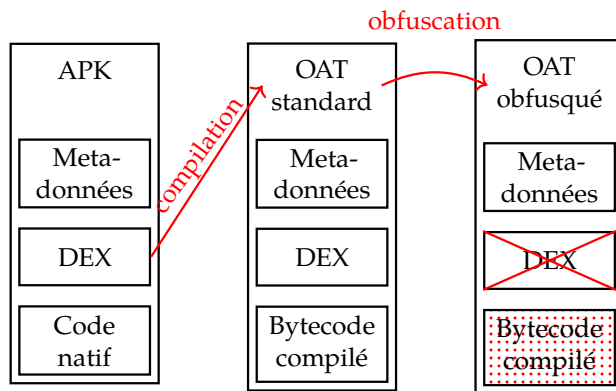 obfuscation
APK
Meta-
données
DEX
Code
natif
compilation
OAT
standard
Meta-
données
DEX
Bytecode
compilé
OAT
obfusqué
Meta-
données
DEX
Bytecode
compilé